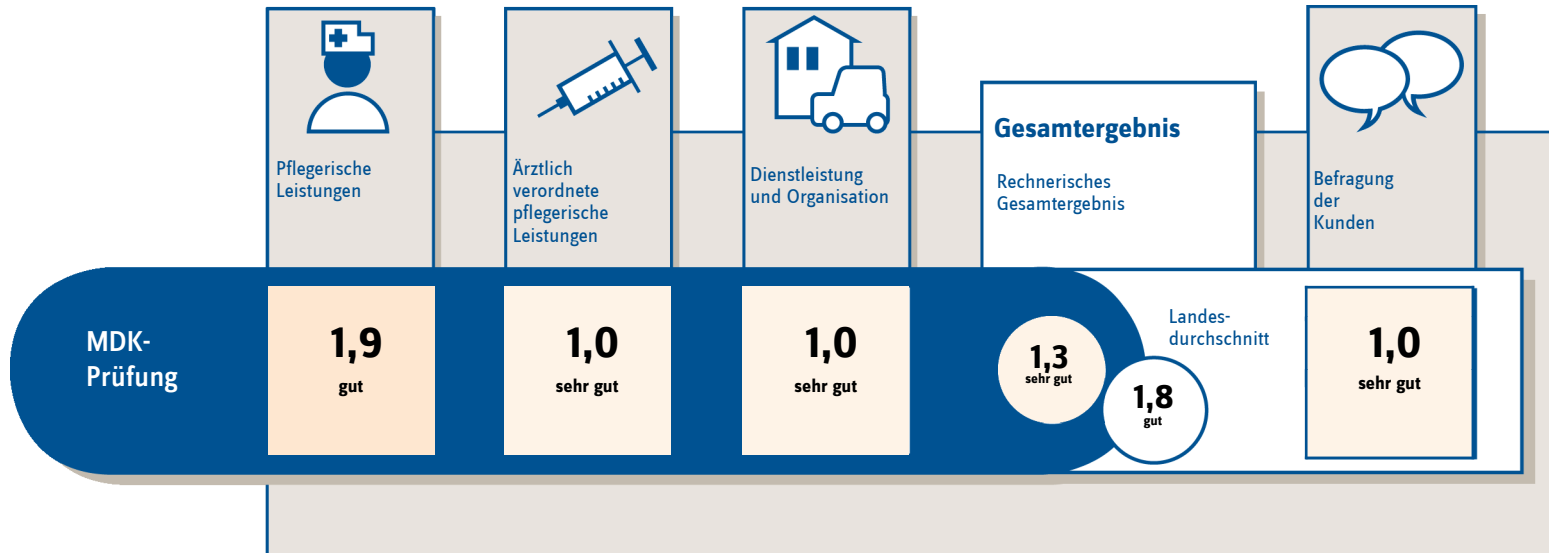 Pflegerische
Leistungen
Ärztlich
verordnete
pflegerische
Leistungen
Dienstleistung
und Organisation
Gesamtergebnis
Rechnerisches
Gesamtergebnis
Befragung
der
Kunden
MDK-
Prüfung
1,9
gut
1,0
sehr gut
1,0
sehr gut
1,3
sehr gut
Landes-
durchschnitt
1,8
gut
1,0
sehr gut